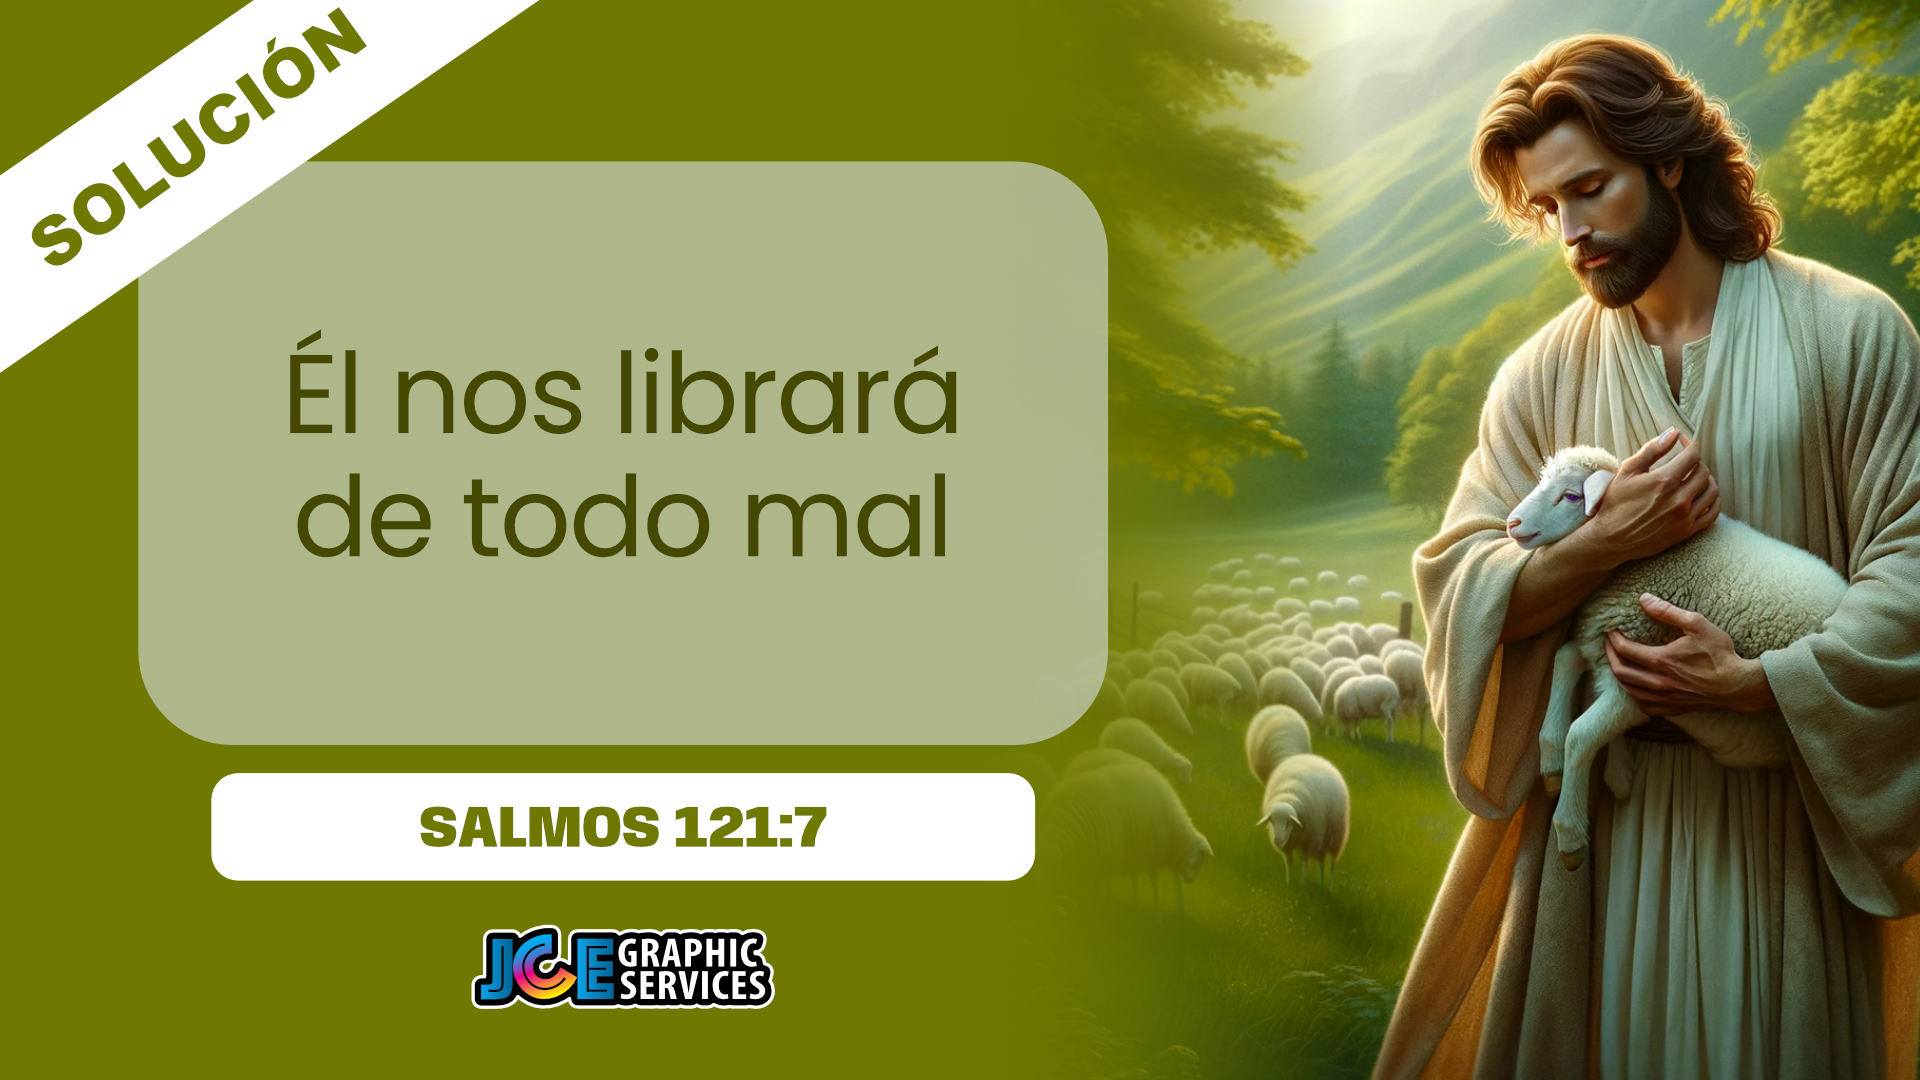 SOLUCIÓN
Él nos librará
de todo mal
SALMOS 121:7
JCE GRAPHIC
SERVICES